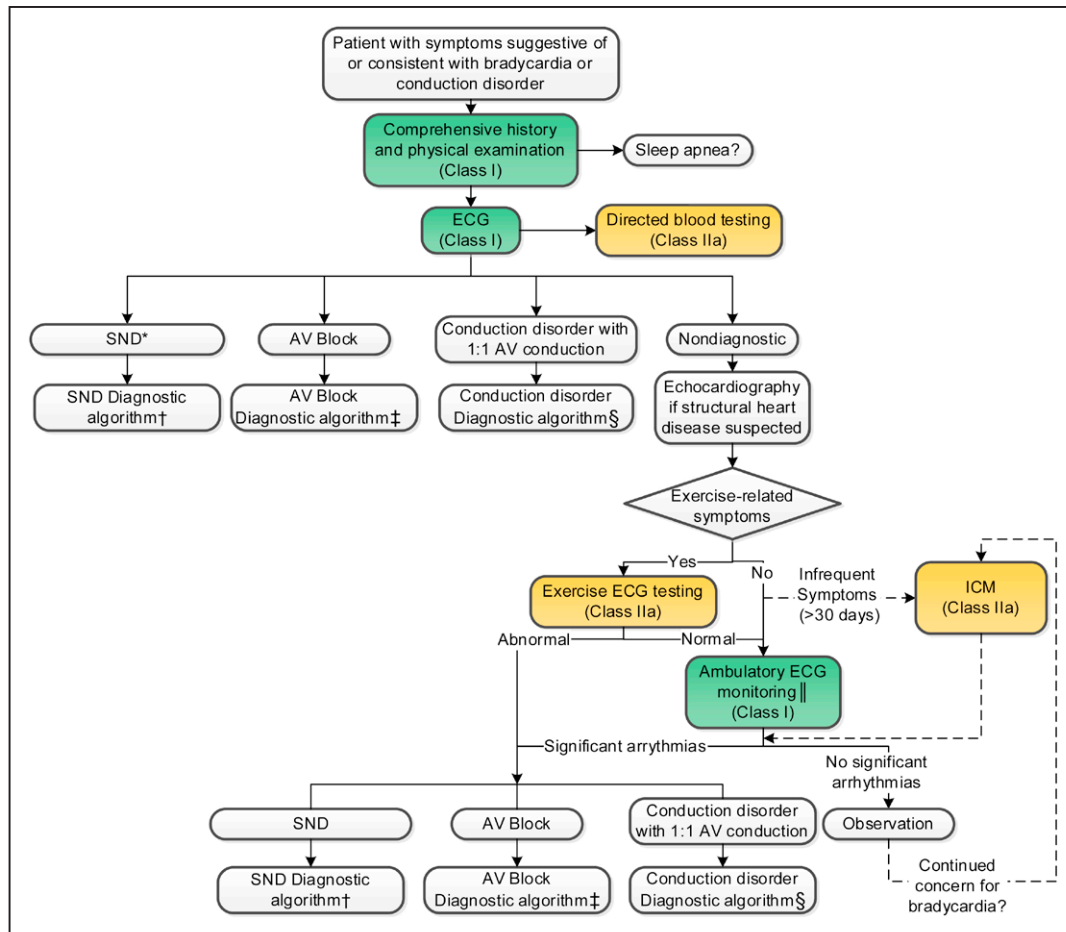 Patient with symptoms suggestive of
or consistent with bradycardia or
conduction disorder
Comprehensive history
and physical examination
(Class I)
Sleep apnea?
ECG
(Class I)
Directed blood testing
(Class IIa)
SND*
AV Block
Conduction disorder with
1:1 AV conduction
Nondiagnostic
SND Diagnostic
algorithm†
AV Block
Diagnostic algorithm‡
Conduction disorder
Diagnostic algorithm§
Echocardiography
if structural heart
disease suspected
Exercise-related
symptoms
Yes
No
Exercise ECG testing
(Class IIa)
Infrequent
Symptoms
(>30 days)
ICM
(Class IIa)
Abnormal
Normal
Ambulatory ECG
monitoring‖
(Class I)
Significant arrythmias
No significant
arrhythmias
SND
AV Block
Conduction disorder
with 1:1 AV conduction
Observation
SND Diagnostic
algorithm†
AV Block
Diagnostic algorithm‡
Conduction disorder
Diagnostic algorithm§
Continued
concern for
bradycardia?